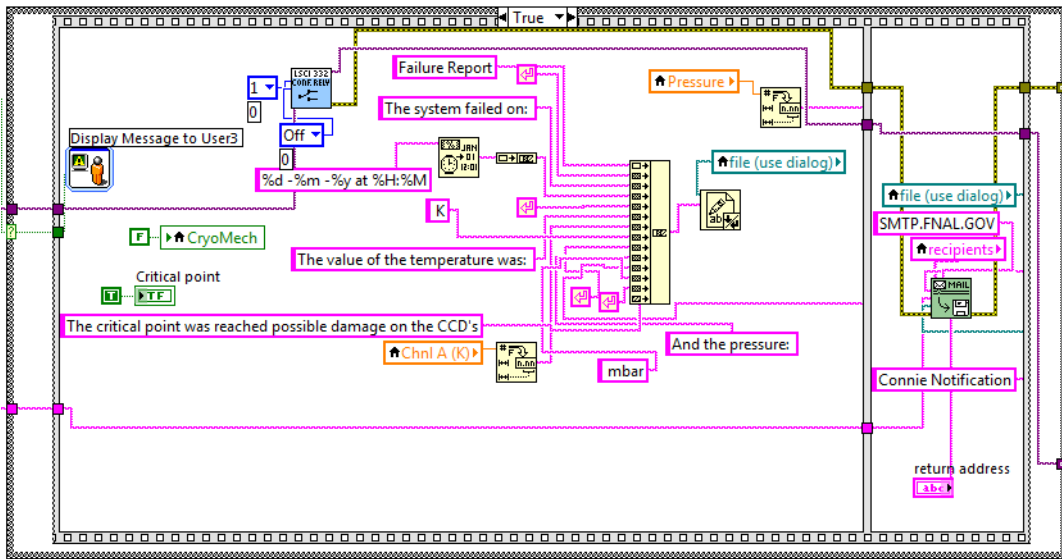 True
LSCI 332
CONF. RELY
1
0
Off
0
Display Message to User3
%d -%m -%y at %H:%M
Failure Report
The system failed on:
JAN
01
12:01
K
The value of the temperature was:
F
CryoMech
Critical point
T
TF
The critical point was reached possible damage on the CCD's
Chnl A (K)
mbar
And the pressure:
Pressure
file (use dialog)
file (use dialog)
SMTP.FNAL.GOV
recipients
MAIL
Connie Notification
return address
abc